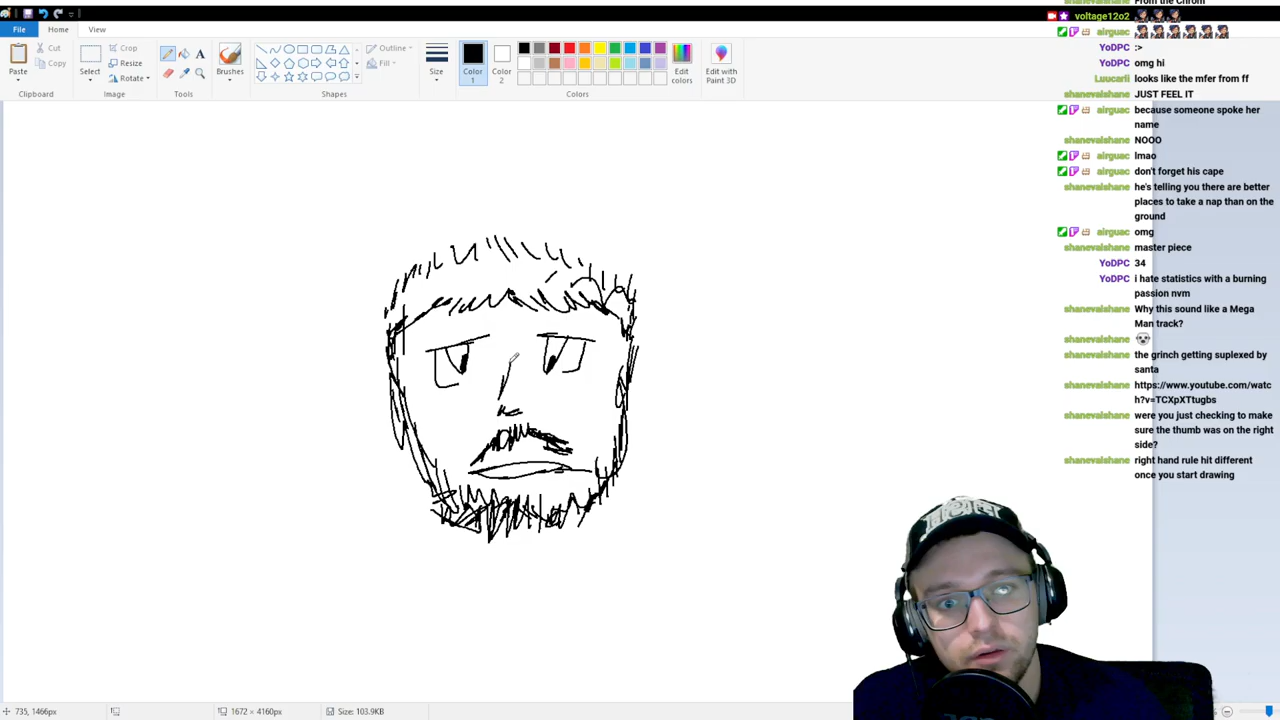 From the Chrom
voltage12o2
File Home View
airguac
Cut
Crop
Outline
Copy
Resize
Fill
YoDPC :>
Paste
Select
Rotate
Brushes
Size
Color 1
Color 2
Edit colors
Edit with Paint 3D
YoDPC omg hi
Luucarli looks like the mfer from ff
Clipboard Image Tools Shapes Colors
shanevalshane JUST FEEL IT
airguac because someone spoke her
name
shanevalshane NOOO
airguac lmao
airguac don't forget his cape
shanevalshane he's telling you there are better
places to take a nap than on the
ground
airguac omg
shanevalshane master piece
YoDPC 34
YoDPC i hate statistics with a burning
passion nvm
shanevalshane Why this sound like a Mega
Man track?
shanevalshane
shanevalshane the grinch getting suplexed by
santa
shanevalshane https://www.youtube.com/watc
h?v=TCXpXTtugbs
shanevalshane were you just checking to make
sure the thumb was on the right
side?
shanevalshane right hand rule hit different
once you start drawing
735, 1466px 1672 × 4160px Size: 103.9KB